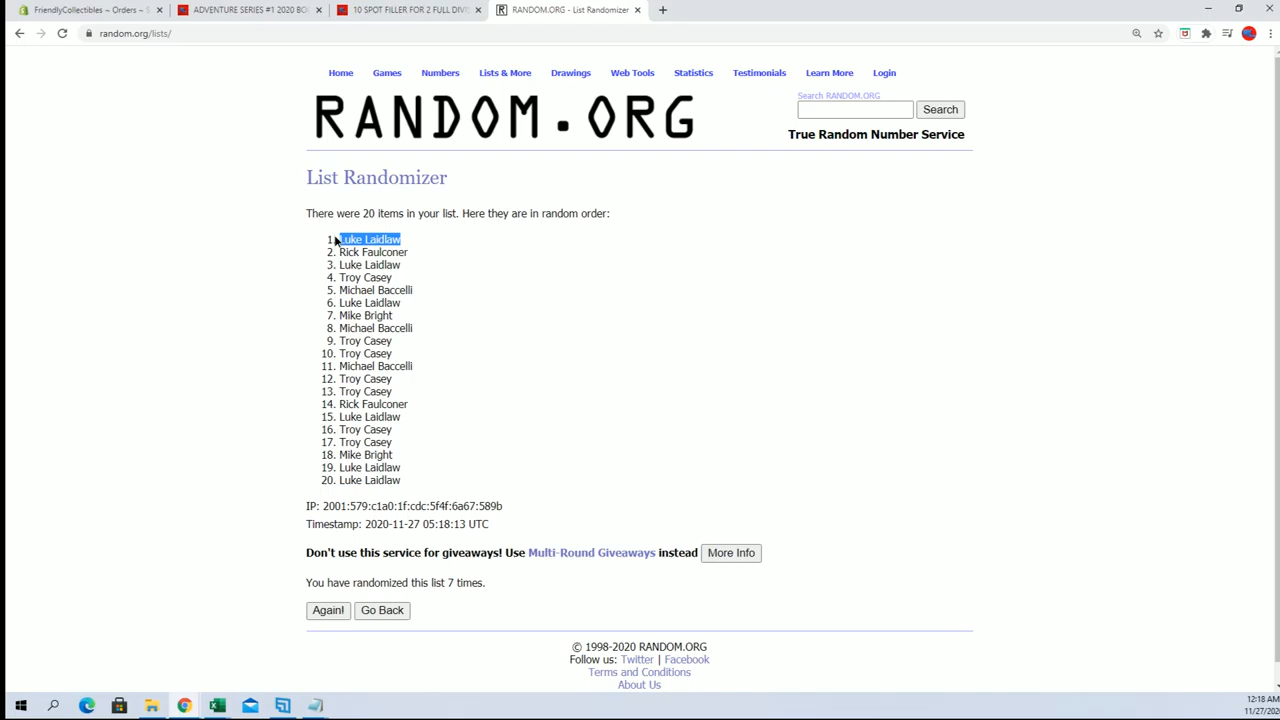 FriendlyCollectibles ~ Orders ~ S
ADVENTURE SERIES #1 2020 BO
10 SPOT FILLER FOR 2 FULL DIVI
RANDOM.ORG - List Randomizer
random.org/lists/
Home Games Numbers Lists & More Drawings Web Tools Statistics Testimonials Learn More Login
RANDOM.ORG
Search RANDOM.ORG
Search
True Random Number Service
List Randomizer
There were 20 items in your list. Here they are in random order:
1. Luke Laidlaw
2. Rick Faulconer
3. Luke Laidlaw
4. Troy Casey
5. Michael Baccelli
6. Luke Laidlaw
7. Mike Bright
8. Michael Baccelli
9. Troy Casey
10. Troy Casey
11. Michael Baccelli
12. Troy Casey
13. Troy Casey
14. Rick Faulconer
15. Luke Laidlaw
16. Troy Casey
17. Troy Casey
18. Mike Bright
19. Luke Laidlaw
20. Luke Laidlaw
IP: 2001:579:c1a0:1f:cdc:5f4f:6a67:589b
Timestamp: 2020-11-27 05:18:13 UTC
Don't use this service for giveaways! Use Multi-Round Giveaways instead More Info
You have randomized this list 7 times.
Again! Go Back
© 1998-2020 RANDOM.ORG
Follow us: Twitter | Facebook
Terms and Conditions
About Us
12:18 AM
11/27/202